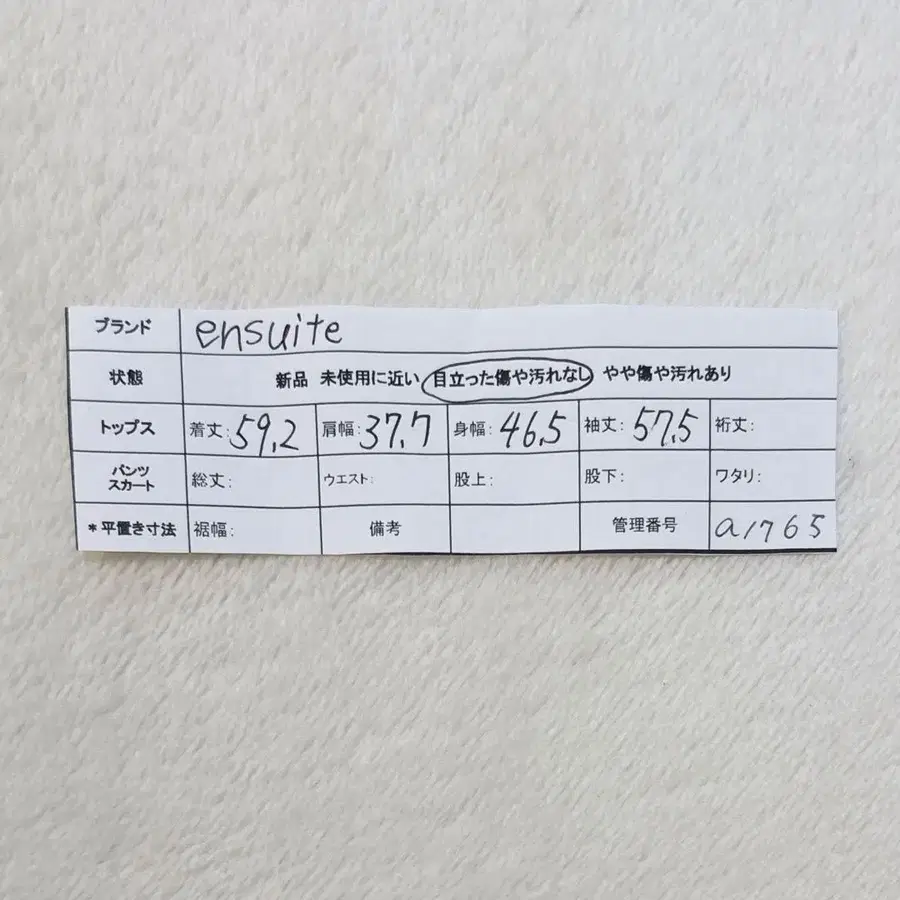 ブランド ensuite
状態 新品 未使用に近い 目立った傷や汚れなし やや傷や汚れあり
トップス 着丈:59.2 肩幅:37.7 身幅:46.5 袖丈:57.5 裄丈:
パンツ スカート 総丈: ウエスト: 股上: 股下: ワタリ:
*平置き寸法 裾幅: 備考 管理番号 a1765